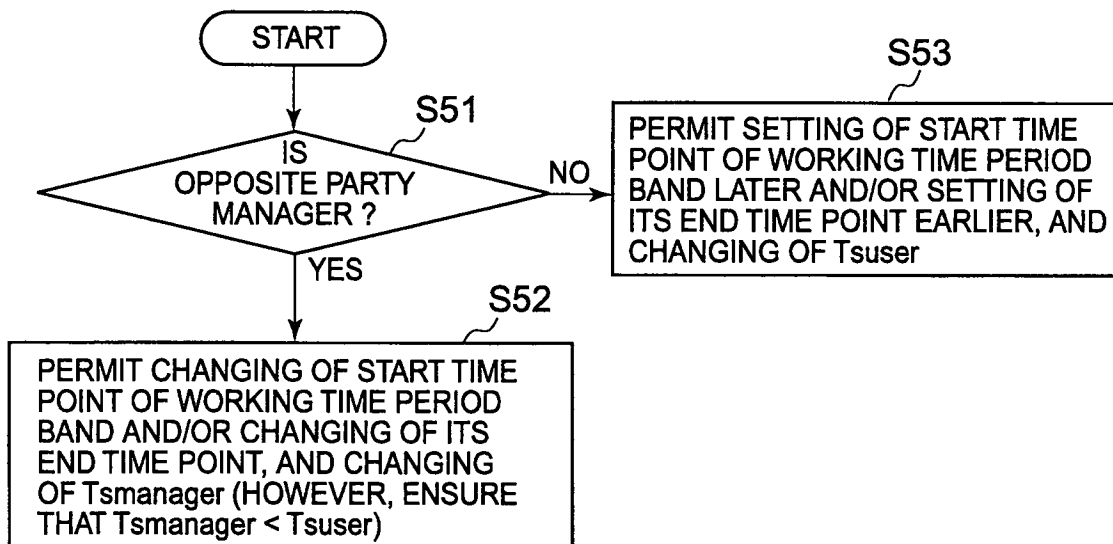 START
S51
IS
OPPOSITE PARTY
MANAGER ?
NO
YES
S53
PERMIT SETTING OF START TIME
POINT OF WORKING TIME PERIOD
BAND LATER AND/OR SETTING OF
ITS END TIME POINT EARLIER, AND
CHANGING OF Tsuser
S52
PERMIT CHANGING OF START TIME
POINT OF WORKING TIME PERIOD
BAND AND/OR CHANGING OF ITS
END TIME POINT, AND CHANGING
OF Tsmanager (HOWEVER, ENSURE
THAT Tsmanager < Tsuser)